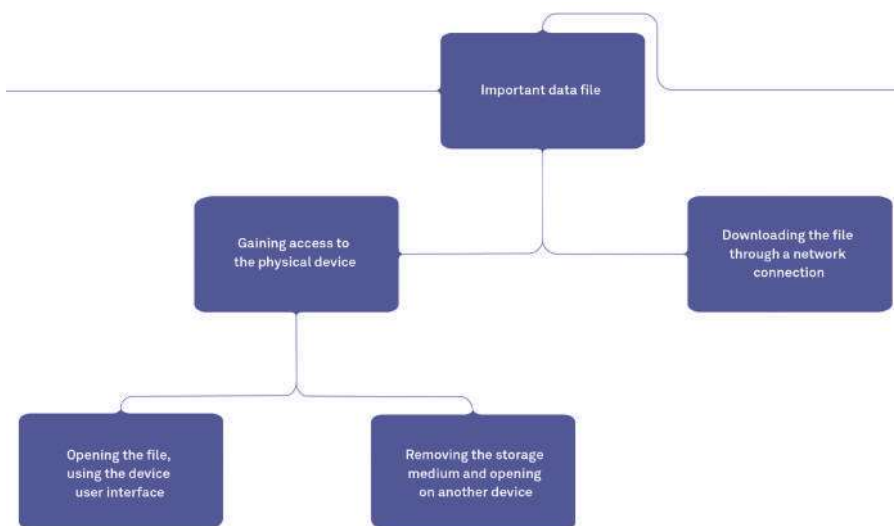 Important data file
Gaining access to
the physical device
Downloading the file
through a network
connection
Opening the file,
using the device
user interface
Removing the storage
medium and opening
on another device